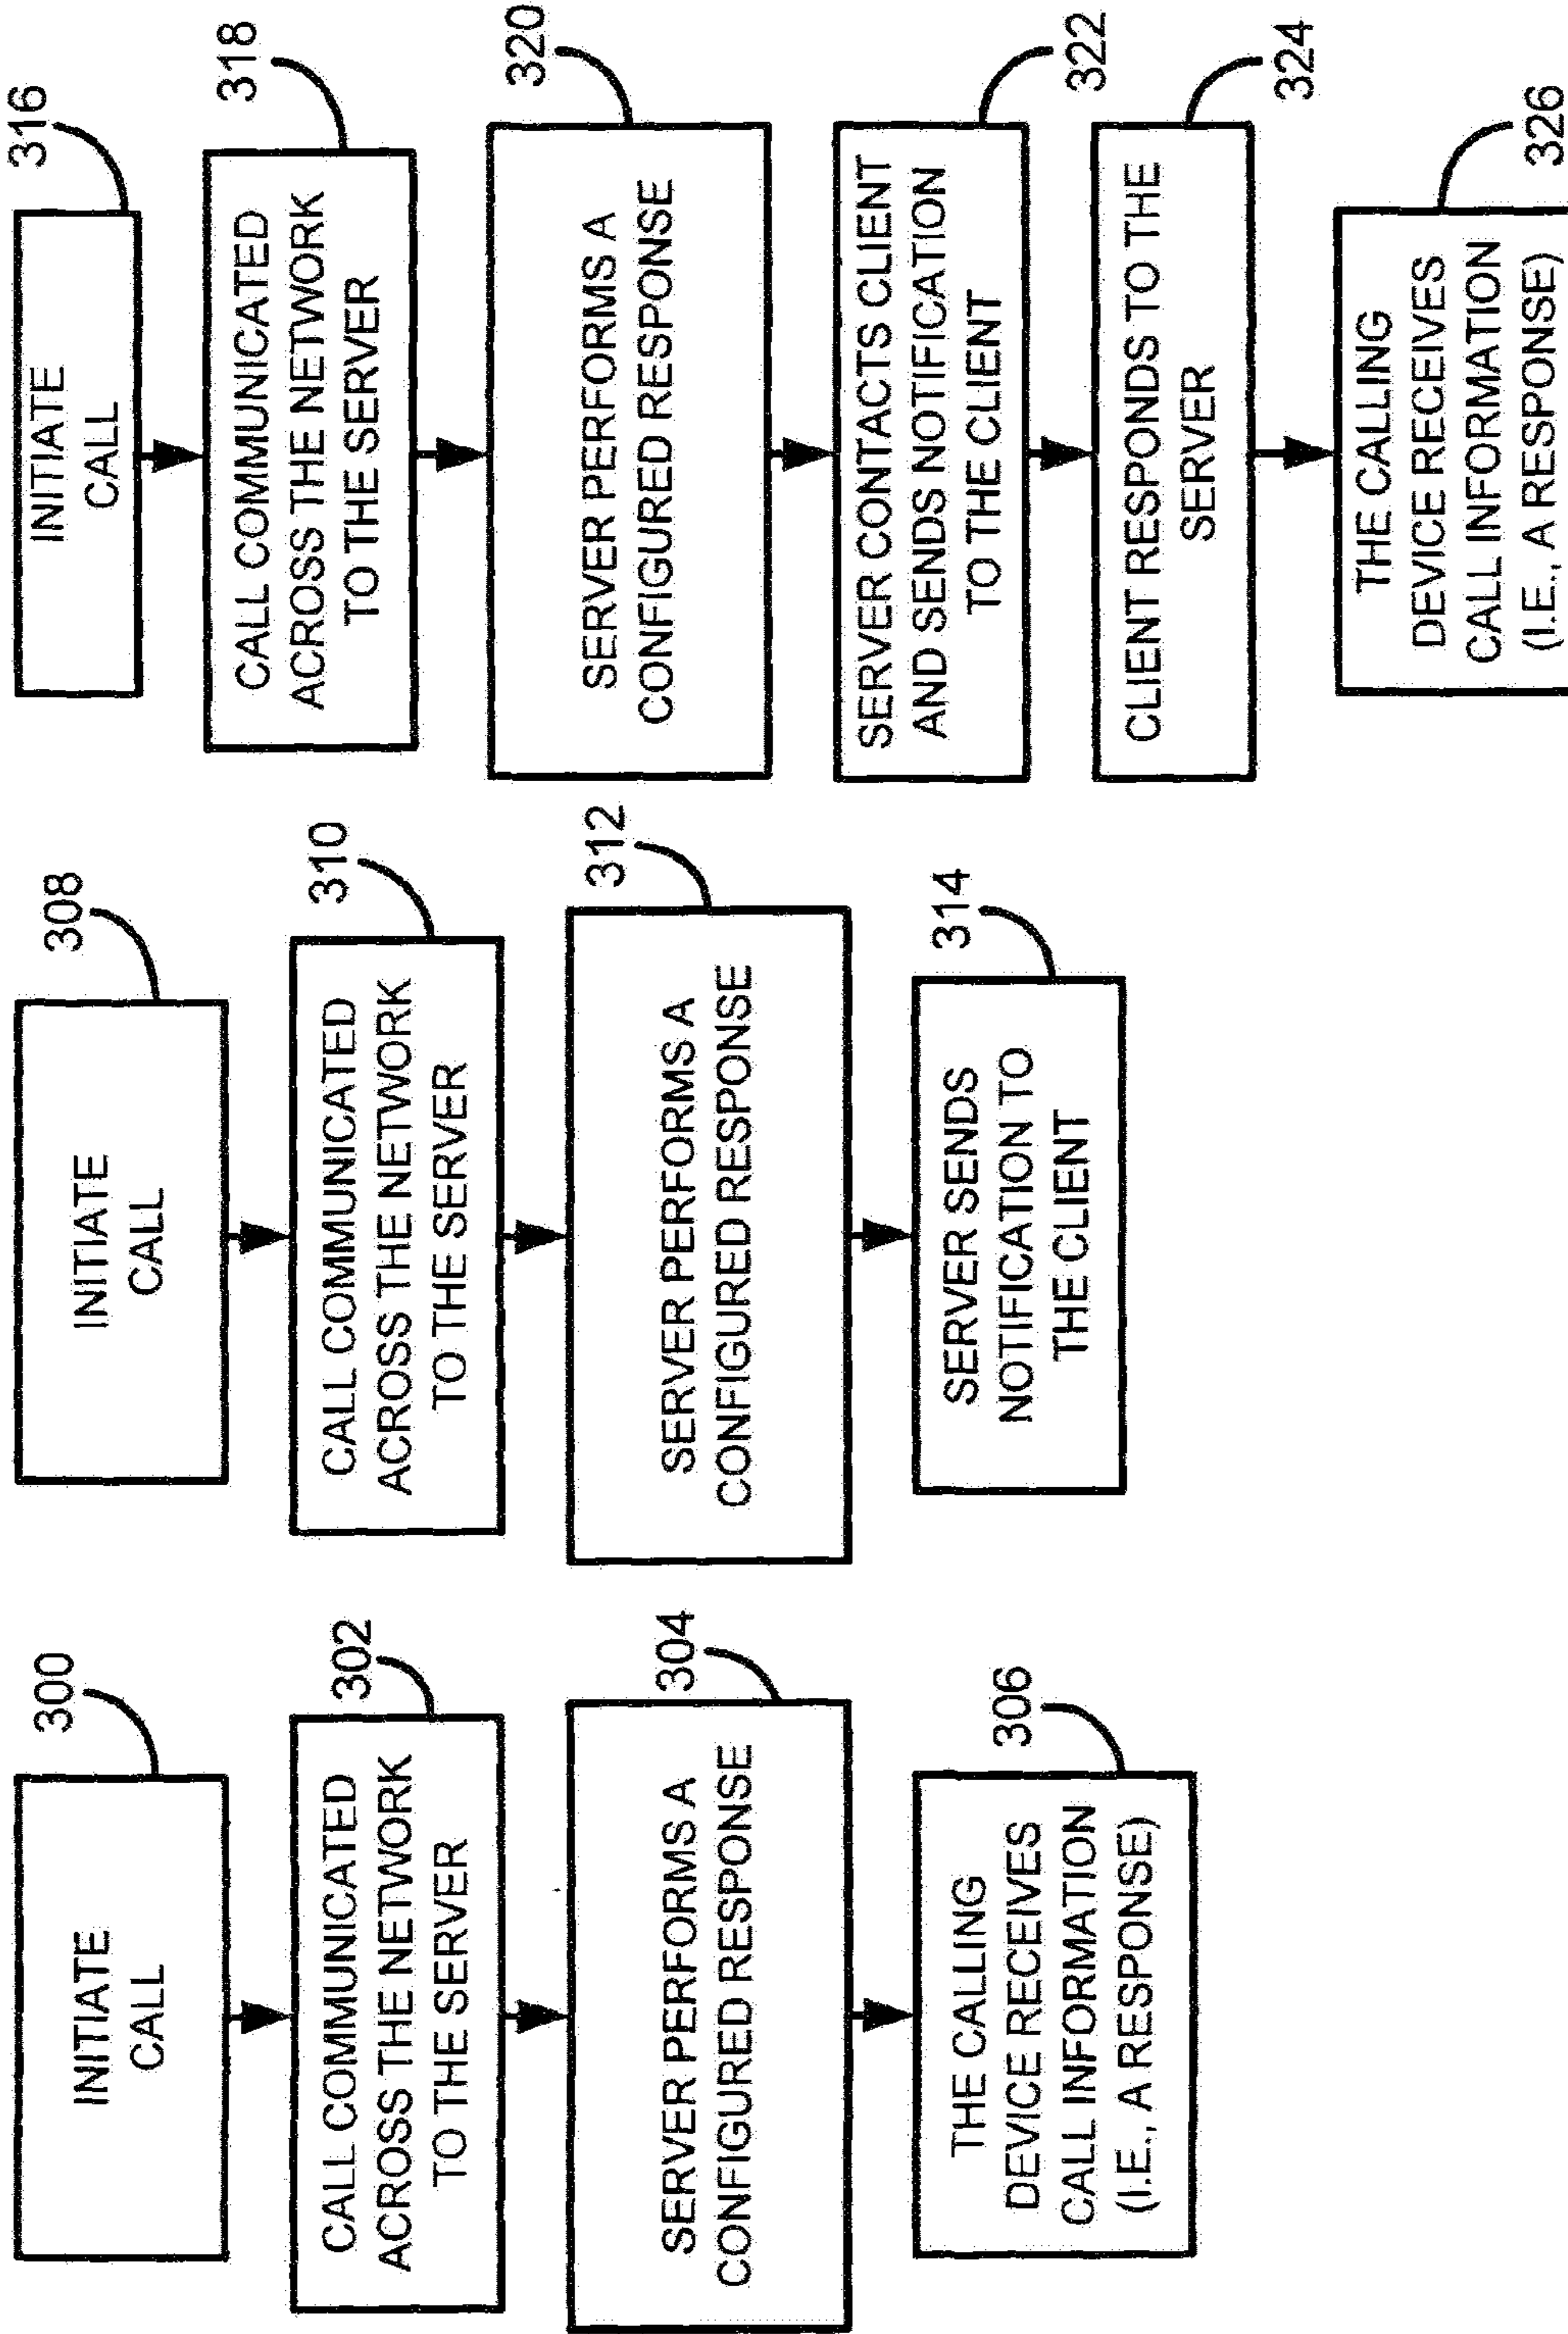 300
INITIATE
CALL
302
CALL COMMUNICATED
ACROSS THE NETWORK
TO THE SERVER
304
SERVER PERFORMS A
CONFIGURED RESPONSE
306
THE CALLING
DEVICE RECEIVES
CALL INFORMATION
(I.E., A RESPONSE)
308
INITIATE
CALL
310
CALL COMMUNICATED
ACROSS THE NETWORK
TO THE SERVER
312
SERVER PERFORMS A
CONFIGURED RESPONSE
314
SERVER SENDS
NOTIFICATION TO
THE CLIENT
316
INITIATE
CALL
318
CALL COMMUNICATED
ACROSS THE NETWORK
TO THE SERVER
320
SERVER PERFORMS A
CONFIGURED RESPONSE
322
SERVER CONTACTS CLIENT
AND SENDS NOTIFICATION
TO THE CLIENT
324
CLIENT RESPONDS TO THE
SERVER
326
THE CALLING
DEVICE RECEIVES
CALL INFORMATION
(I.E., A RESPONSE)